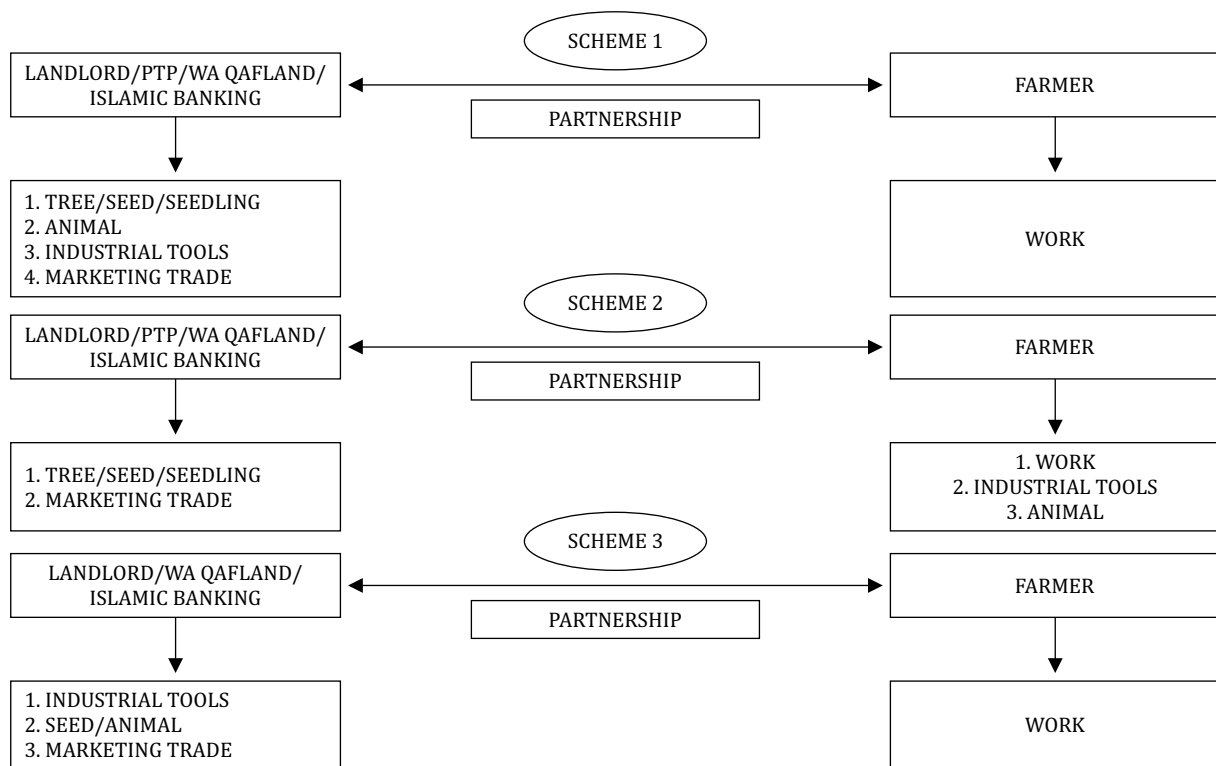 SCHEME 1
LANDLORD/PTP/WA QAFLAND/
ISLAMIC BANKING
FARMER
PARTNERSHIP
1. TREE/SEED/SEEDLING
2. ANIMAL
3. INDUSTRIAL TOOLS
4. MARKETING TRADE
WORK
SCHEME 2
LANDLORD/PTP/WA QAFLAND/
ISLAMIC BANKING
FARMER
PARTNERSHIP
1. TREE/SEED/SEEDLING
2. MARKETING TRADE
1. WORK
2. INDUSTRIAL TOOLS
3. ANIMAL
SCHEME 3
LANDLORD/WA QAFLAND/
ISLAMIC BANKING
FARMER
PARTNERSHIP
1. INDUSTRIAL TOOLS
2. SEED/ANIMAL
3. MARKETING TRADE
WORK